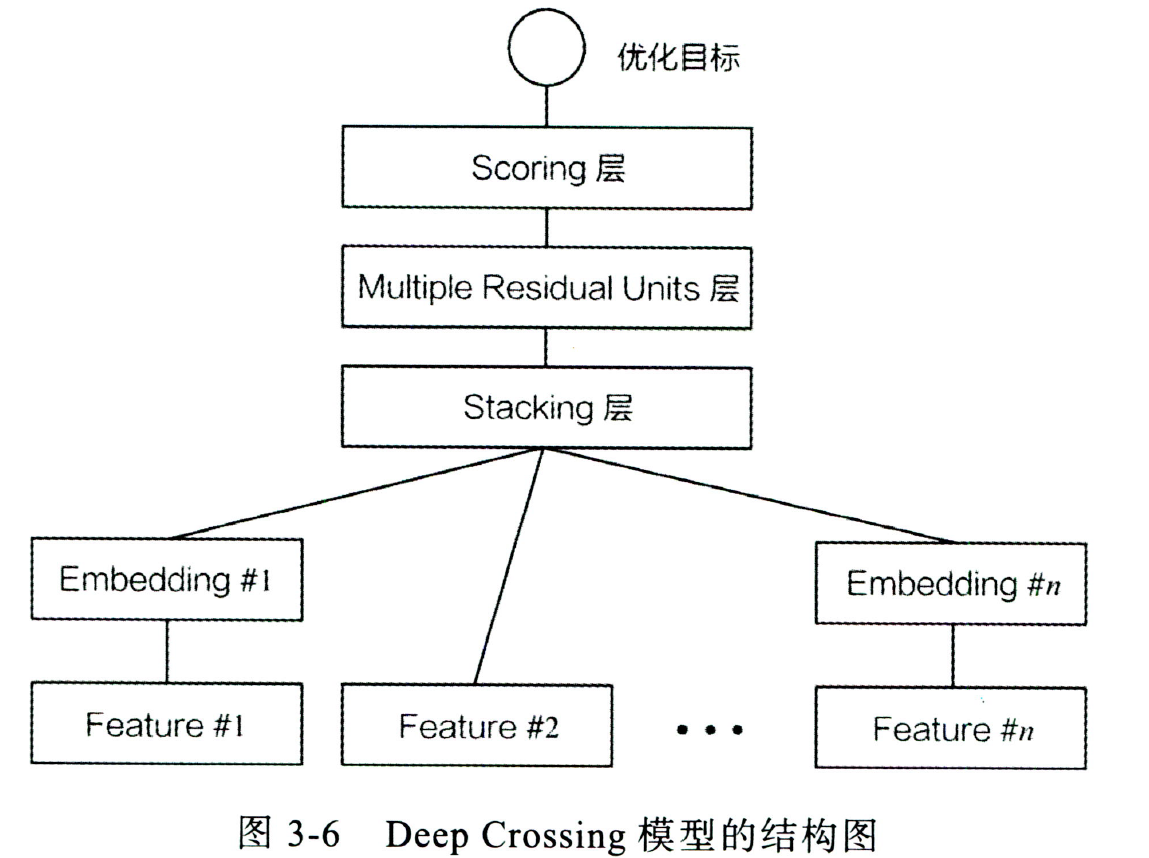 优化目标
Scoring 层
Multiple Residual Units 层
Stacking 层
Embedding #1
Embedding #n
Feature #1
Feature #2
• • •
Feature #n
图 3-6 Deep Crossing 模型的结构图